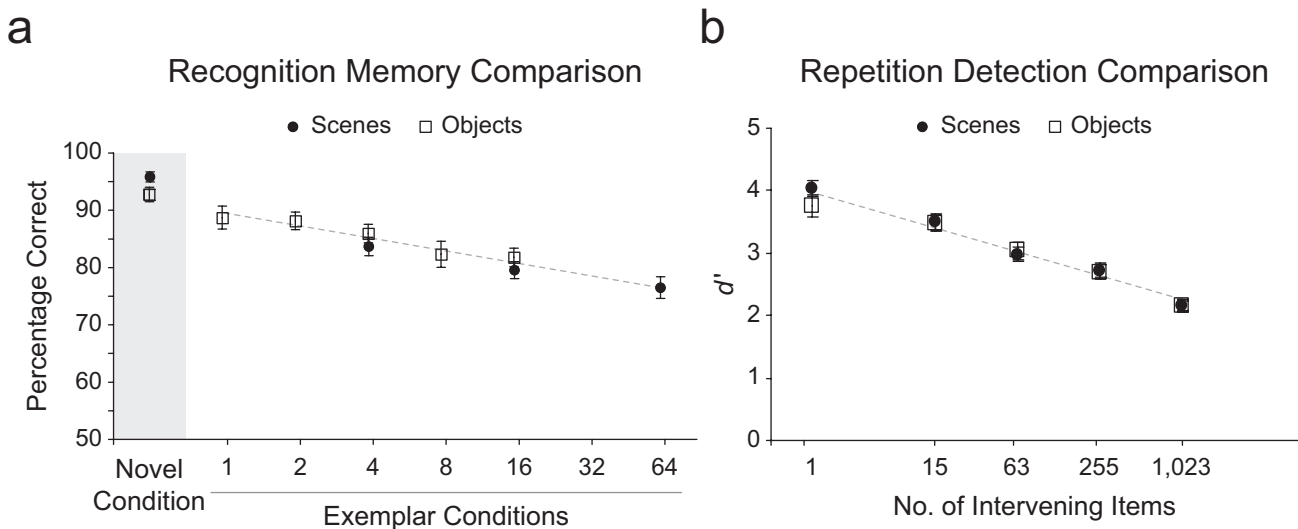 a
Recognition Memory Comparison
Scenes Objects
Percentage Correct
100
90
80
70
60
50
Novel
Condition
1 2 4 8 16 32 64
Exemplar Conditions
b
Repetition Detection Comparison
Scenes Objects
d'
5
4
3
2
1
0
1 15 63 255 1,023
No. of Intervening Items